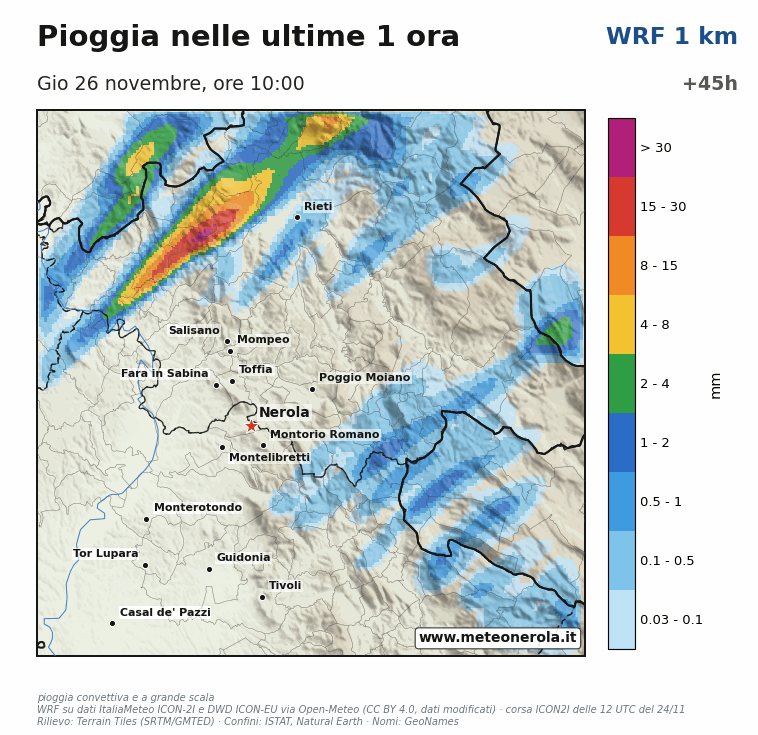 Pioggia nelle ultime 1 ora
WRF 1 km
Gio 26 novembre, ore 10:00
+45h
> 30
15 - 30
8 - 15
4 - 8
2 - 4
1 - 2
0.5 - 1
0.1 - 0.5
0.03 - 0.1
mm
Rieti
Salisano
Mompeo
Toffia
Fara in Sabina
Poggio Moiano
Nerola
Montorio Romano
Montelibretti
Monterotondo
Tor Lupara
Guidonia
Tivoli
Casal de' Pazzi
www.meteonerola.it
pioggia convettiva e a grande scala
WRF su dati ItaliaMeteo ICON-2I e DWD ICON-EU via Open-Meteo (CC BY 4.0, dati modificati) · corsa ICON2I delle 12 UTC del 24/11
Rilievo: Terrain Tiles (SRTM/GMTED) · Confini: ISTAT, Natural Earth · Nomi: GeoNames